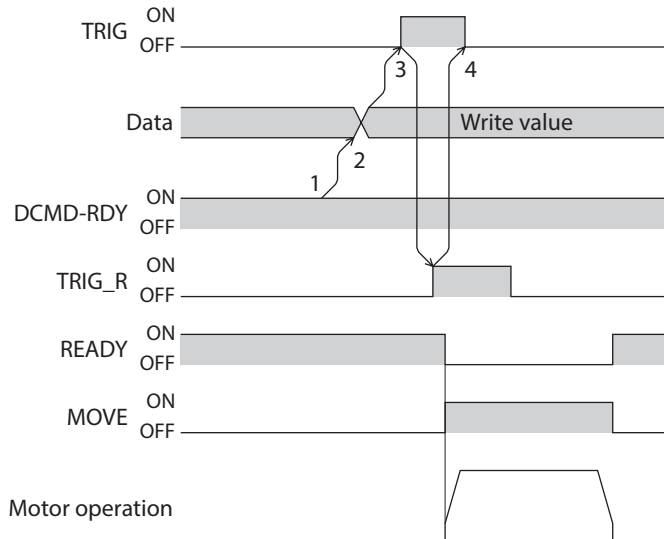 TRIG
ON
OFF
3
4
Data
Write value
1
2
DCMD-RDY
ON
OFF
TRIG_R
ON
OFF
READY
ON
OFF
MOVE
ON
OFF
Motor operation